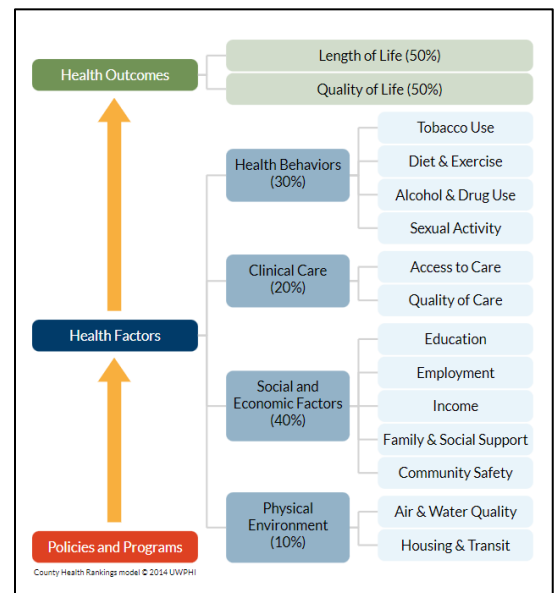 Health Outcomes
Length of Life (50%)
Quality of Life (50%)
Health Behaviors
(30%)
Tobacco Use
Diet & Exercise
Alcohol & Drug Use
Sexual Activity
Clinical Care
(20%)
Access to Care
Quality of Care
Health Factors
Social and
Economic Factors
(40%)
Education
Employment
Income
Family & Social Support
Community Safety
Physical
Environment
(10%)
Air & Water Quality
Housing & Transit
Policies and Programs
County Health Rankings model © 2014 UWPHI